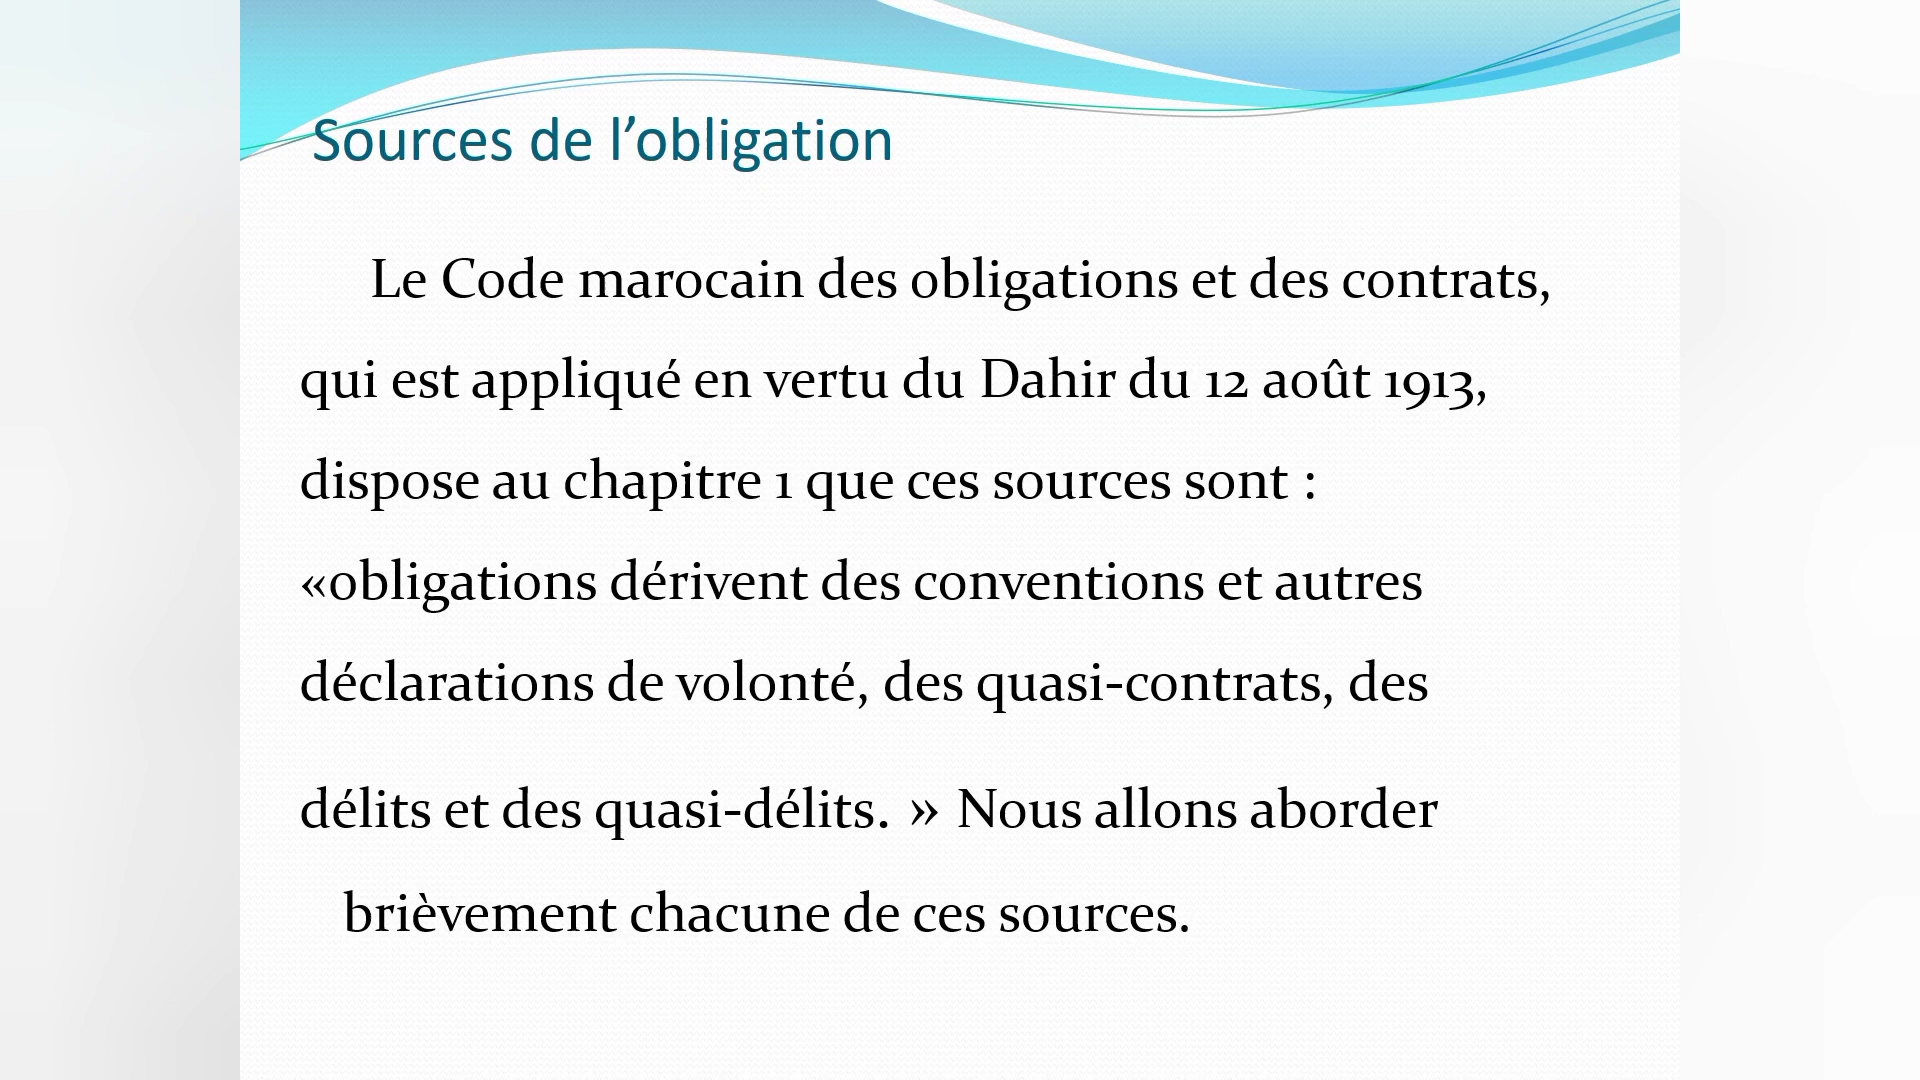 Sources de l’obligation
Le Code marocain des obligations et des contrats,
qui est appliqué en vertu du Dahir du 12 août 1913,
dispose au chapitre 1 que ces sources sont :
«obligations dérivent des conventions et autres
déclarations de volonté, des quasi-contrats, des
délits et des quasi-délits. » Nous allons aborder
brièvement chacune de ces sources.